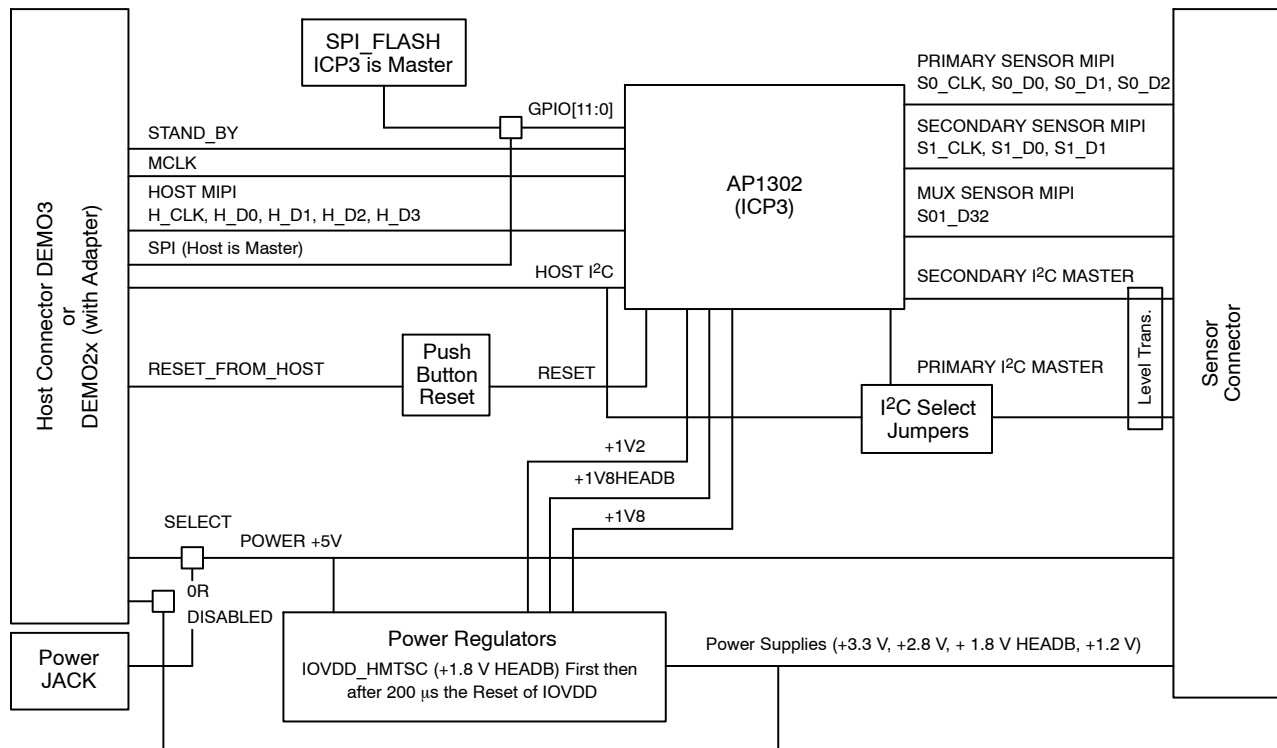 Host Connector DEMO3
or
DEMO2x (with Adapter)
SPI_FLASH
ICP3 is Master
GPIO[11:0]
STAND_BY
MCLK
HOST MIPI
H_CLK, H_D0, H_D1, H_D2, H_D3
SPI (Host is Master)
HOST I²C
AP1302
(ICP3)
PRIMARY SENSOR MIPI
S0_CLK, S0_D0, S0_D1, S0_D2
SECONDARY SENSOR MIPI
S1_CLK, S1_D0, S1_D1
MUX SENSOR MIPI
S01_D32
SECONDARY I²C MASTER
Level Trans.
Sensor
Connector
RESET_FROM_HOST
Push
Button
Reset
RESET
PRIMARY I²C MASTER
I²C Select
Jumpers
+1V2
+1V8HEADB
+1V8
SELECT
POWER +5V
0R
DISABLED
Power
JACK
Power Regulators
IOVDD_HMTSC (+1.8 V HEADB) First then
after 200 μs the Reset of IOVDD
Power Supplies (+3.3 V, +2.8 V, + 1.8 V HEADB, +1.2 V)